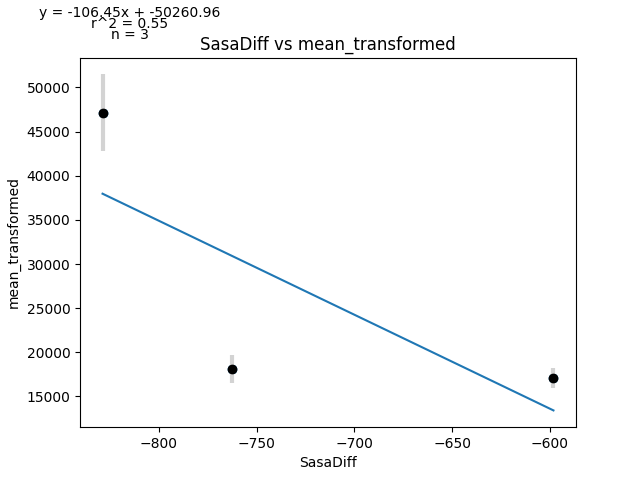 y = -106.45x + -50260.96
r^2 = 0.55
n = 3
SasaDiff vs mean_transformed
50000
45000
40000
35000
30000
25000
20000
15000
mean_transformed
−800
−750
−700
−650
−600
SasaDiff